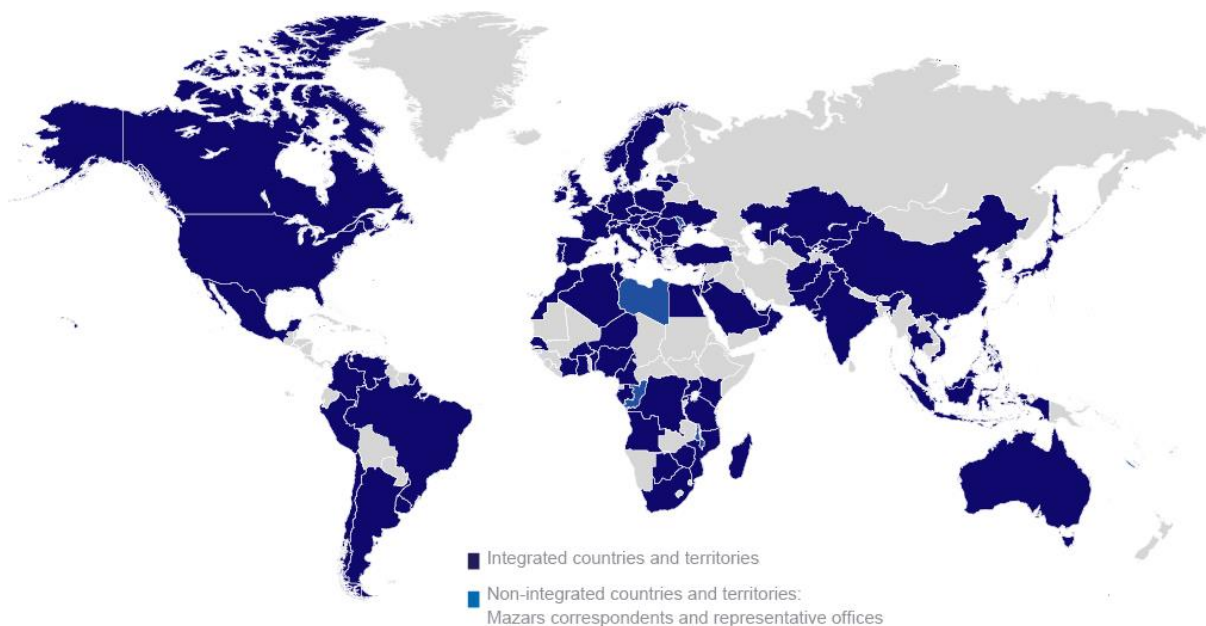 Integrated countries and territories
Non-integrated countries and territories:
Mazars correspondents and representative offices